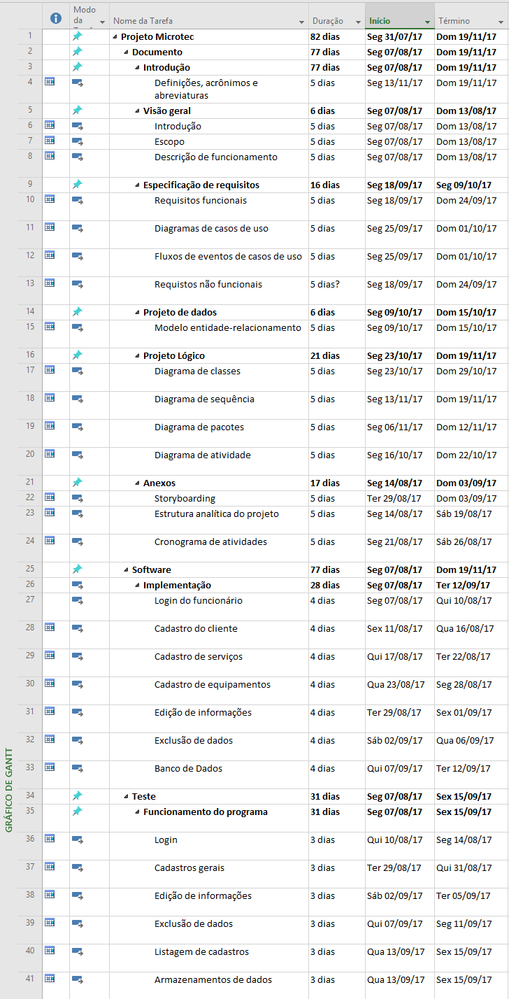 Modo da Nome da Tarefa Duração Início Término
1 Projeto Microtec 82 dias Seg 31/07/17 Dom 19/11/17
2 Documento 77 dias Seg 07/08/17 Dom 19/11/17
3 Introdução 77 dias Seg 07/08/17 Dom 19/11/17
4 Definições, acrônimos e 5 dias Seg 13/11/17 Dom 19/11/17
abreviaturas
5 Visão geral 6 dias Seg 07/08/17 Dom 13/08/17
6 Introdução 5 dias Seg 07/08/17 Dom 13/08/17
7 Escopo 5 dias Seg 07/08/17 Dom 13/08/17
8 Descrição de funcionamento 5 dias Seg 07/08/17 Dom 13/08/17
9 Especificação de requisitos 16 dias Seg 18/09/17 Seg 09/10/17
10 Requisitos funcionais 5 dias Seg 18/09/17 Dom 24/09/17
11 Diagramas de casos de uso 5 dias Seg 25/09/17 Dom 01/10/17
12 Fluxos de eventos de casos de uso 5 dias Seg 25/09/17 Dom 01/10/17
13 Requistos não funcionais 5 dias? Seg 18/09/17 Dom 24/09/17
14 Projeto de dados 6 dias Seg 09/10/17 Dom 15/10/17
15 Modelo entidade-relacionamento 5 dias Seg 09/10/17 Dom 15/10/17
16 Projeto Lógico 21 dias Seg 23/10/17 Dom 19/11/17
17 Diagrama de classes 5 dias Seg 23/10/17 Dom 29/10/17
18 Diagrama de sequência 5 dias Seg 13/11/17 Dom 19/11/17
19 Diagrama de pacotes 5 dias Seg 06/11/17 Dom 12/11/17
20 Diagrama de atividade 5 dias Seg 16/10/17 Dom 22/10/17
21 Anexos 17 dias Seg 14/08/17 Dom 03/09/17
22 Storyboarding 5 dias Ter 29/08/17 Dom 03/09/17
23 Estrutura analítica do projeto 5 dias Seg 14/08/17 Sáb 19/08/17
24 Cronograma de atividades 5 dias Seg 21/08/17 Sáb 26/08/17
25 Software 77 dias Seg 07/08/17 Dom 19/11/17
26 Implementação 28 dias Seg 07/08/17 Ter 12/09/17
27 Login do funcionário 4 dias Seg 07/08/17 Qui 10/08/17
28 Cadastro do cliente 4 dias Sex 11/08/17 Qua 16/08/17
29 Cadastro de serviços 4 dias Qui 17/08/17 Ter 22/08/17
30 Cadastro de equipamentos 4 dias Qua 23/08/17 Seg 28/08/17
31 Edição de informações 4 dias Ter 29/08/17 Sex 01/09/17
32 Exclusão de dados 4 dias Sáb 02/09/17 Qua 06/09/17
33 Banco de Dados 4 dias Qui 07/09/17 Ter 12/09/17
34 Teste 31 dias Seg 07/08/17 Sex 15/09/17
35 Funcionamento do programa 31 dias Seg 07/08/17 Sex 15/09/17
36 Login 3 dias Qui 10/08/17 Seg 14/08/17
37 Cadastros gerais 3 dias Ter 29/08/17 Qui 31/08/17
38 Edição de informações 3 dias Sáb 02/09/17 Ter 05/09/17
39 Exclusão de dados 3 dias Qui 07/09/17 Seg 11/09/17
40 Listagem de cadastros 3 dias Qua 13/09/17 Sex 15/09/17
41 Armazenamentos de dados 3 dias Qua 13/09/17 Sex 15/09/17
GRÁFICO DE GANTT